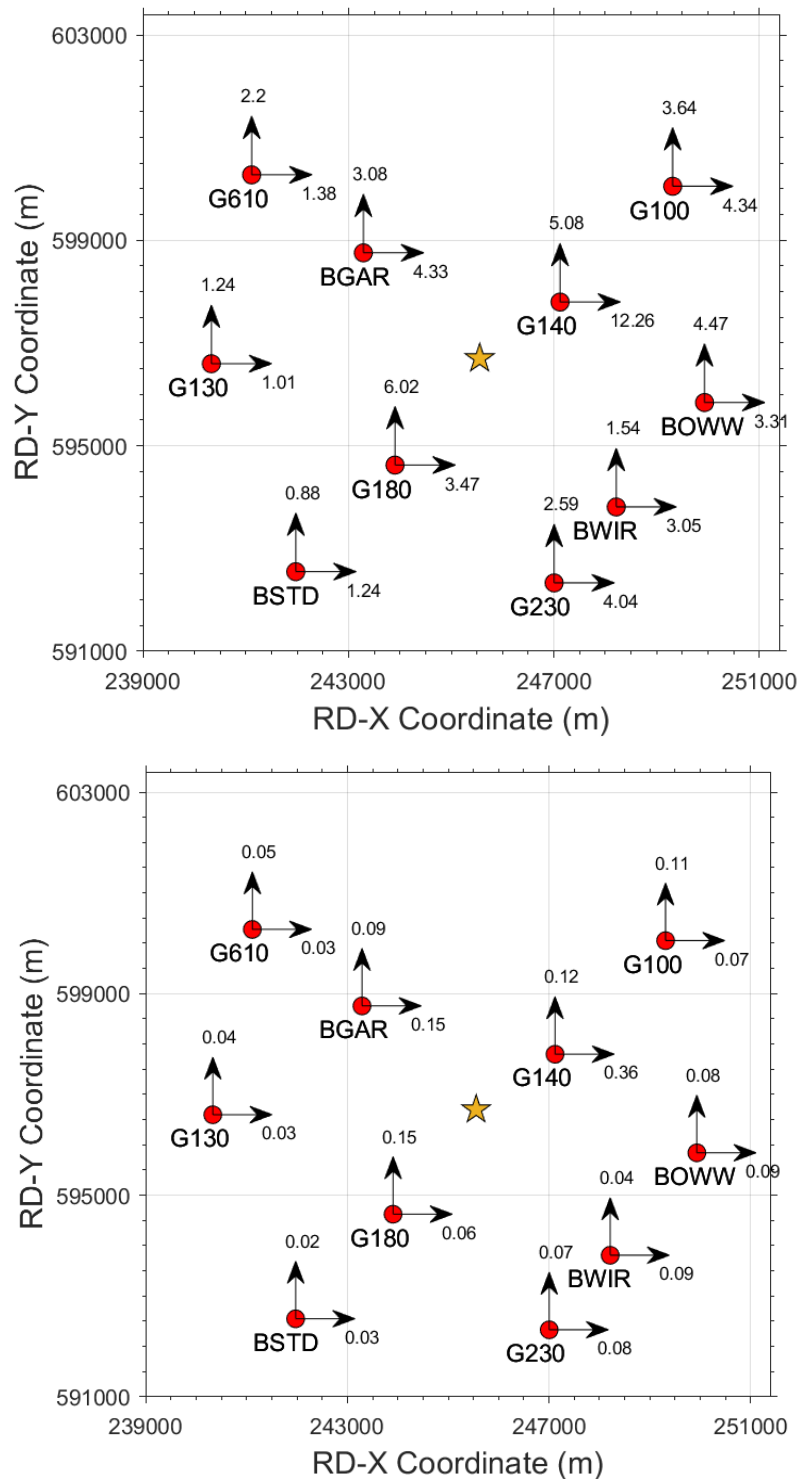 603000
2.2
3.64
3.08
G610
1.38
G100
4.34
599000
5.08
BGAR
4.33
1.24
G140
12.26
4.47
G130
1.01
6.02
BOWW
3.31
1.54
595000
G180
3.47
0.88
2.59
BWIR
3.05
BSTD
1.24
G230
4.04
591000
239000 243000 247000 251000
RD-X Coordinate (m)
RD-Y Coordinate (m)
603000
0.05
0.11
0.09
G610
0.03
G100
0.07
599000
0.12
BGAR
0.15
0.04
G140
0.36
0.08
G130
0.03
0.15
BOWW
0.09
0.04
595000
G180
0.06
0.02
0.07
BWIR
0.09
BSTD
0.03
G230
0.08
591000
239000 243000 247000 251000
RD-X Coordinate (m)
RD-Y Coordinate (m)